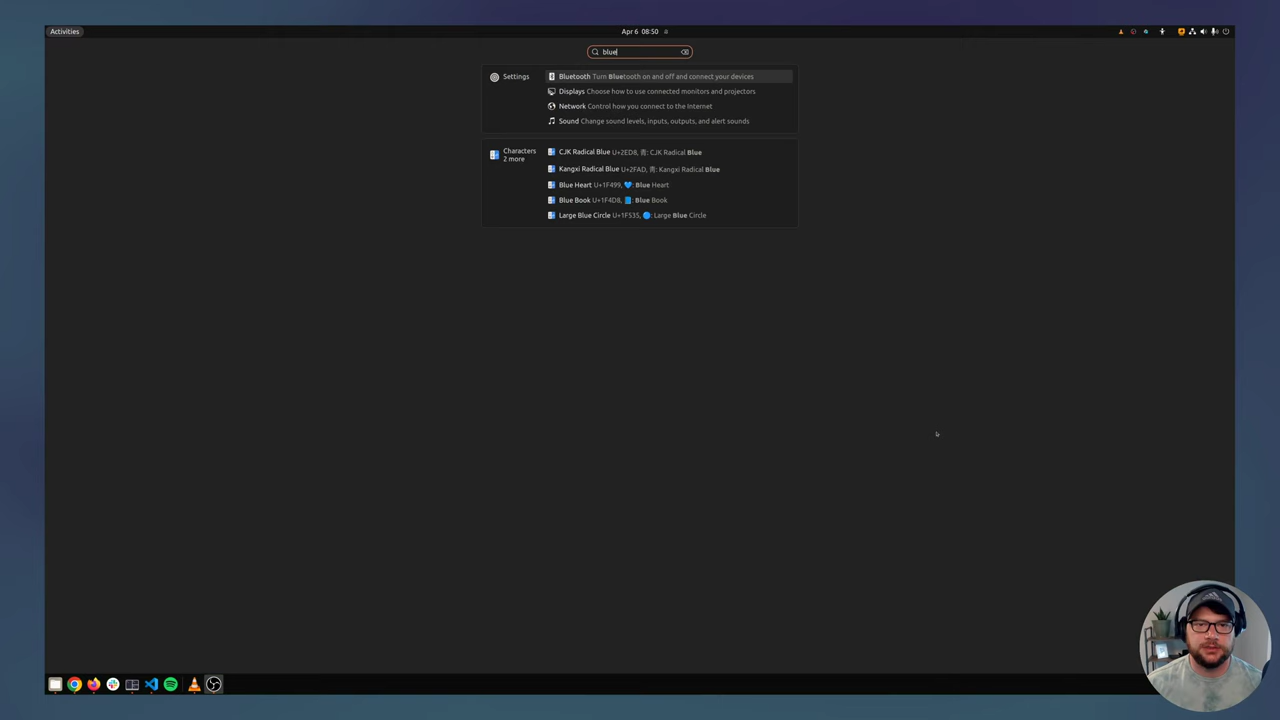 Activities
Apr 6 08:50
blue
Settings
Bluetooth Turn Bluetooth on and off and connect your devices
Displays Choose how to use connected monitors and projectors
Network Control how you connect to the Internet
Sound Change sound levels, inputs, outputs, and alert sounds
Characters
2 more
CJK Radical Blue U+2ED8, ⻘: CJK Radical Blue
Kangxi Radical Blue U+2FAD, ⾭: Kangxi Radical Blue
Blue Heart U+1F499, 💙: Blue Heart
Blue Book U+1F4D8, 📘: Blue Book
Large Blue Circle U+1F535, 🔵: Large Blue Circle